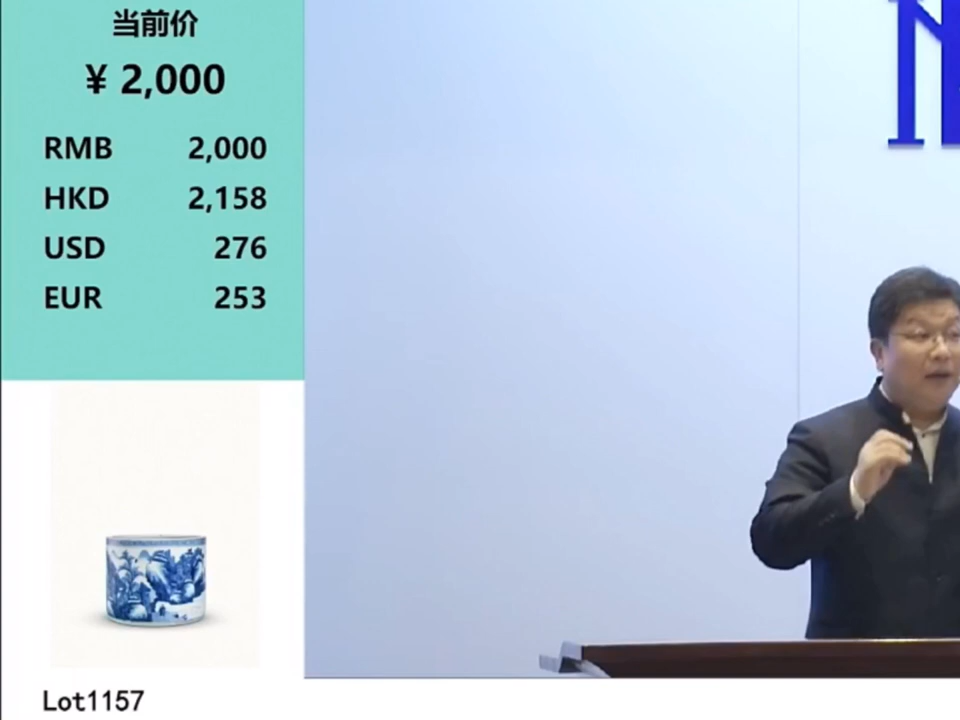 当前价
¥ 2,000
RMB 2,000
HKD 2,158
USD 276
EUR 253
Lot1157